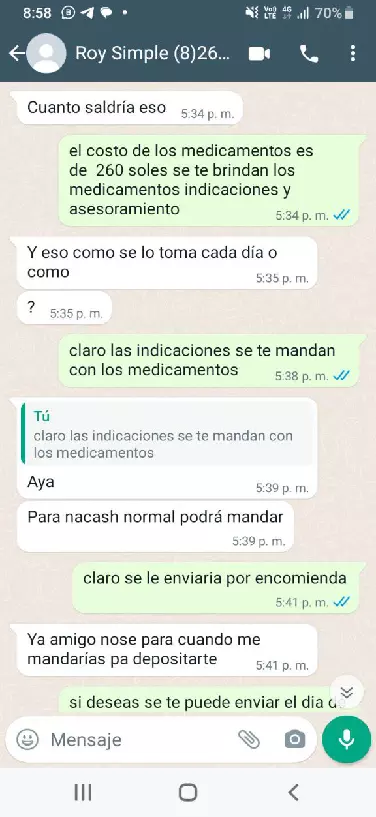 8:58
70%
Roy Simple (8)26...
Cuanto saldría eso
5:34 p. m.
el costo de los medicamentos es
de 260 soles se te brindan los
medicamentos indicaciones y
asesoramiento
5:34 p. m.
Y eso como se lo toma cada día o
como
5:35 p. m.
?
5:35 p. m.
claro las indicaciones se te mandan
con los medicamentos
5:38 p. m.
Tú
claro las indicaciones se te mandan con
los medicamentos
Aya
5:39 p. m.
Para nacash normal podrá mandar
5:39 p. m.
claro se le enviaria por encomienda
5:41 p. m.
Ya amigo nose para cuando me
mandarías pa depositarte
5:41 p. m.
si deseas se te puede enviar el dia
Mensaje